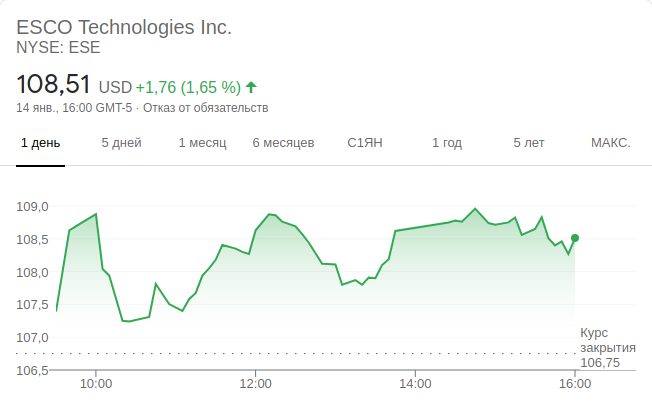 ESCO Technologies Inc.
NYSE: ESE
108,51 USD +1,76 (1,65 %)
14 янв., 16:00 GMT-5 · Отказ от обязательств
1 день 5 дней 1 месяц 6 месяцев С1ЯН 1 год 5 лет МАКС.
109,0
108,5
108,0
107,5
107,0
Курс
закрытия
106,75
106,5
10:00 12:00 14:00 16:00